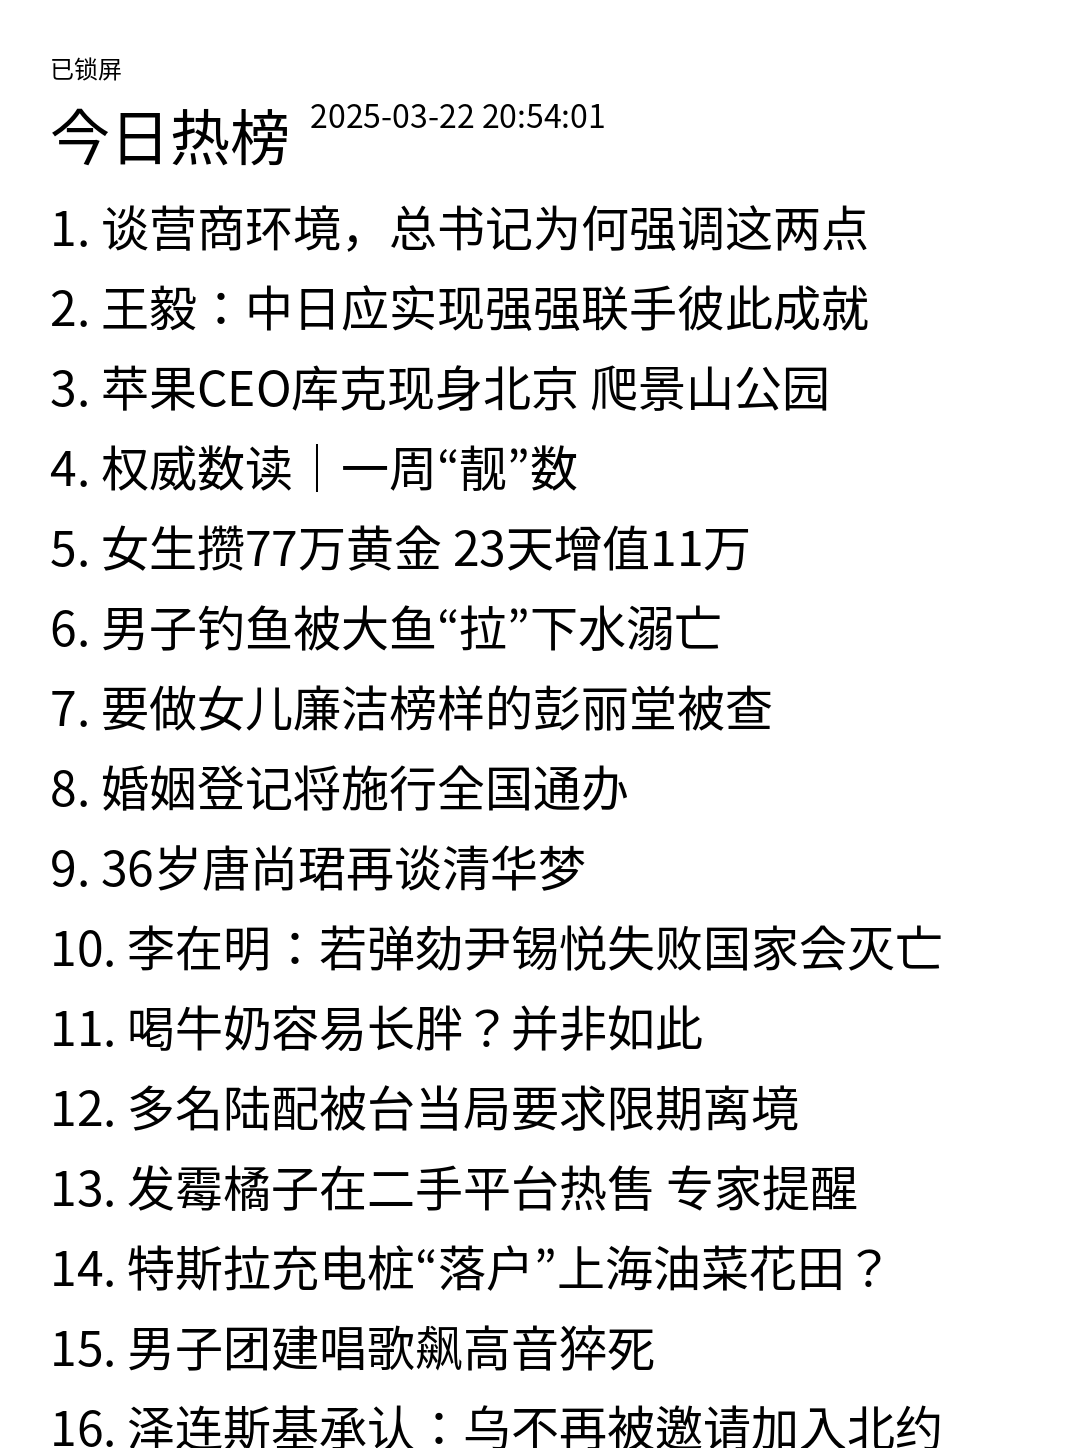 已锁屏
今日热榜 2025-03-22 20:54:01
1. 谈营商环境，总书记为何强调这两点
2. 王毅：中日应实现强强联手彼此成就
3. 苹果CEO库克现身北京 爬景山公园
4. 权威数读｜一周“靓”数
5. 女生攒77万黄金 23天增值11万
6. 男子钓鱼被大鱼“拉”下水溺亡
7. 要做女儿廉洁榜样的彭丽堂被查
8. 婚姻登记将施行全国通办
9. 36岁唐尚珺再谈清华梦
10. 李在明：若弹劾尹锡悦失败国家会灭亡
11. 喝牛奶容易长胖？并非如此
12. 多名陆配被台当局要求限期离境
13. 发霉橘子在二手平台热售 专家提醒
14. 特斯拉充电桩“落户”上海油菜花田？
15. 男子团建唱歌飙高音猝死
16. 泽连斯基承认：乌不再被邀请加入北约